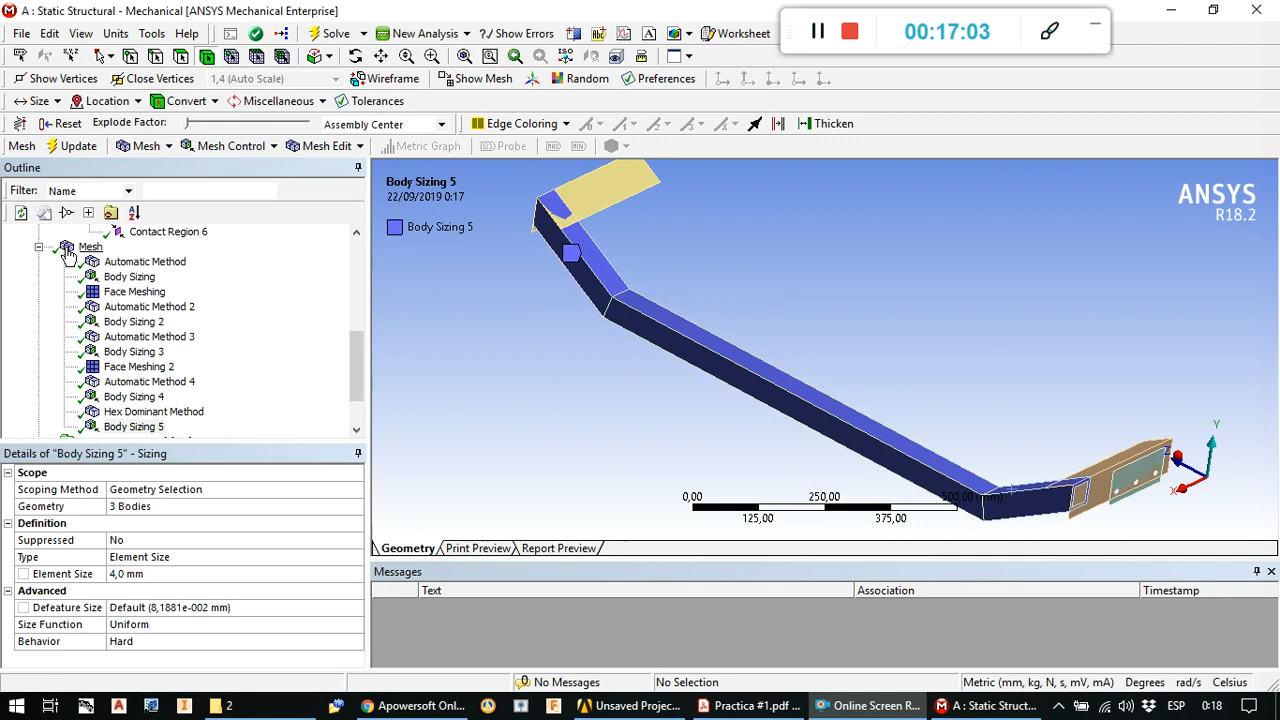 A : Static Structural - Mechanical [ANSYS Mechanical Enterprise]
00:17:03
File Edit View Units Tools Help Solve New Analysis ?/ Show Errors Worksheet
Show Vertices Close Vertices 1,4 (Auto Scale) Wireframe Show Mesh Random Preferences
Size Location Convert Miscellaneous Tolerances
Reset Explode Factor: Assembly Center Edge Coloring Thicken
Mesh Update Mesh Mesh Control Mesh Edit Metric Graph Probe
Outline
Filter: Name
Contact Region 6
Mesh
Automatic Method
Body Sizing
Face Meshing
Automatic Method 2
Body Sizing 2
Automatic Method 3
Body Sizing 3
Face Meshing 2
Automatic Method 4
Body Sizing 4
Hex Dominant Method
Body Sizing 5
Details of "Body Sizing 5" - Sizing
Scope
Scoping Method Geometry Selection
Geometry 3 Bodies
Definition
Suppressed No
Type Element Size
Element Size 4,0 mm
Advanced
Defeature Size Default (8,1881e-002 mm)
Size Function Uniform
Behavior Hard
Body Sizing 5
22/09/2019 0:17
Body Sizing 5
ANSYS
R18.2
Y
Z
X
0,00 250,00 500,00 (mm)
125,00 375,00
Geometry Print Preview Report Preview
Messages
Text Association Timestamp
No Messages No Selection Metric (mm, kg, N, s, mV, mA) Degrees rad/s Celsius
2 Apowersoft Onl... Unsaved Projec... Practica #1.pdf ... Online Screen R... A : Static Struct... ESP 0:18